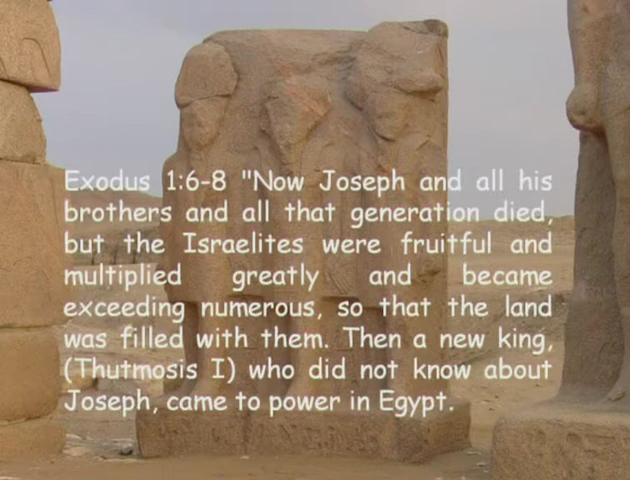 Exodus 1:6-8 "Now Joseph and all his
brothers and all that generation died,
but the Israelites were fruitful and
multiplied greatly and became
exceeding numerous, so that the land
was filled with them. Then a new king,
(Thutmosis I) who did not know about
Joseph, came to power in Egypt.